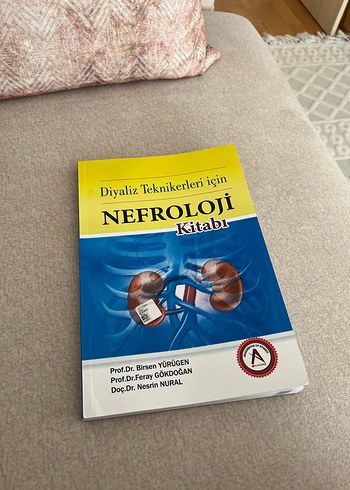 Diyaliz Teknikerleri için
NEFROLOJİ
Kitabı
Prof.Dr. Birsen YÜRÜGEN
Prof.Dr.Feray GÖKDOĞAN
Doç.Dr. Nesrin NURAL
A